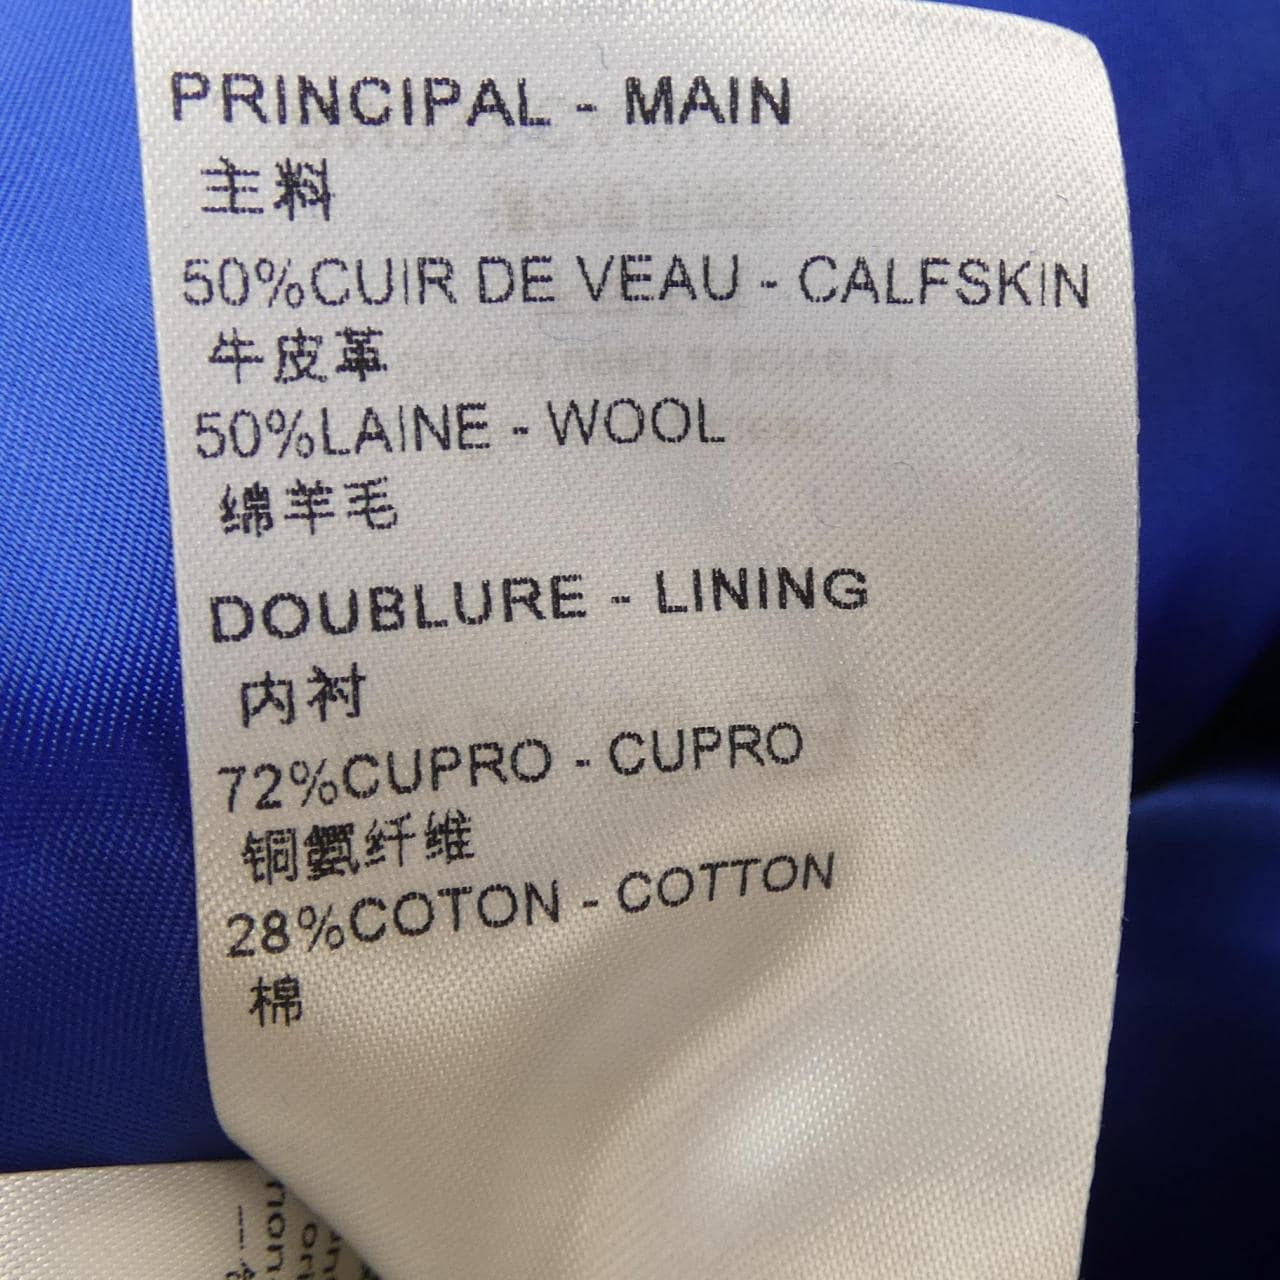 PRINCIPAL - MAIN
主料
50%CUIR DE VEAU - CALFSKIN
牛皮革
50%LAINE - WOOL
绵羊毛
DOUBLURE - LINING
内衬
72%CUPRO - CUPRO
铜氨纤维
28%COTON - COTTON
棉